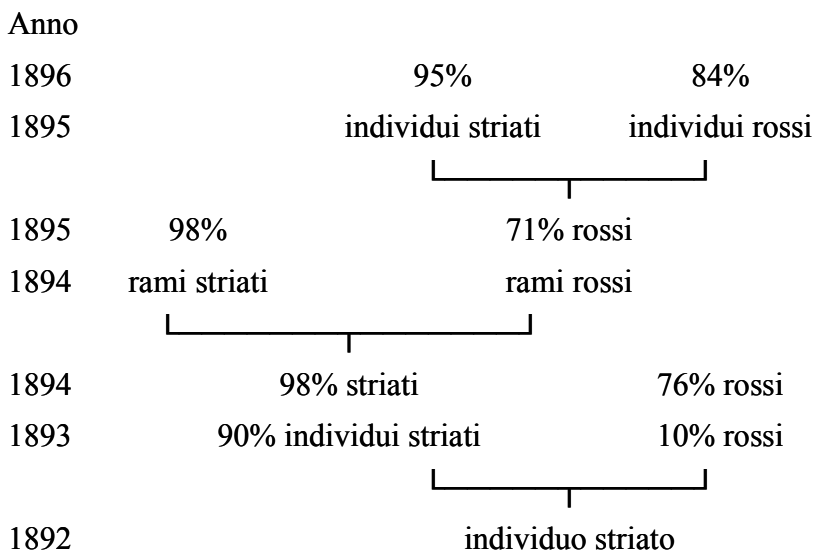 Anno
1896 95% 84%
1895 individui striati individui rossi
1895 98% 71% rossi
1894 rami striati rami rossi
1894 98% striati 76% rossi
1893 90% individui striati 10% rossi
1892 individuo striato